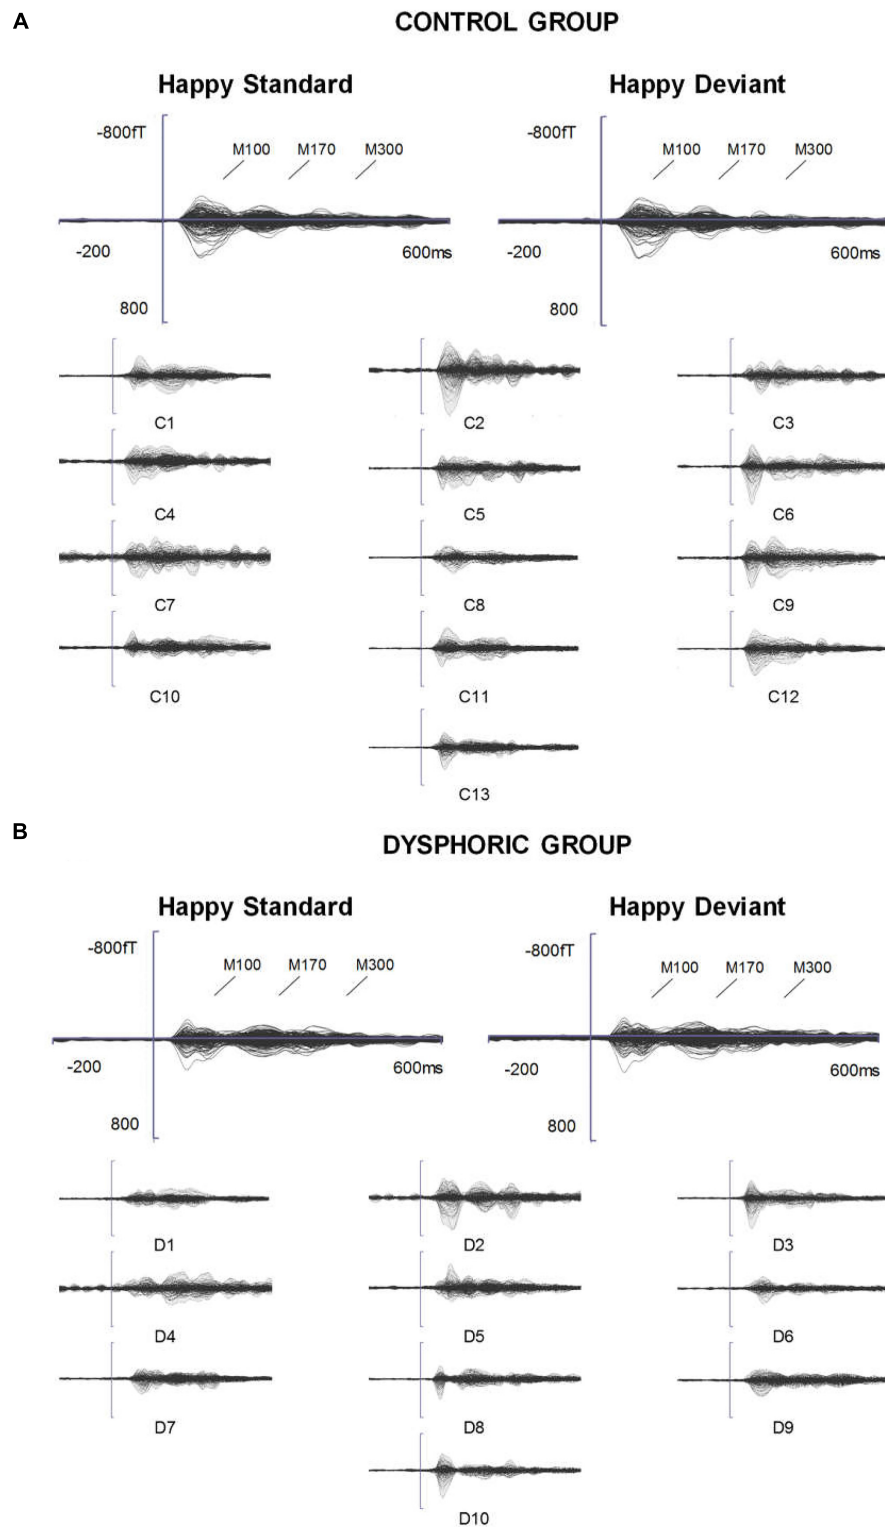 A
CONTROL GROUP
Happy Standard Happy Deviant
-800fT -800fT
M100 M170 M300 M100 M170 M300
-200 600ms -200 600ms
800 800
C1 C2 C3
C4 C5 C6
C7 C8 C9
C10 C11 C12
C13
B
DYSPHORIC GROUP
Happy Standard Happy Deviant
-800fT -800fT
M100 M170 M300 M100 M170 M300
-200 600ms -200 600ms
800 800
D1 D2 D3
D4 D5 D6
D7 D8 D9
D10